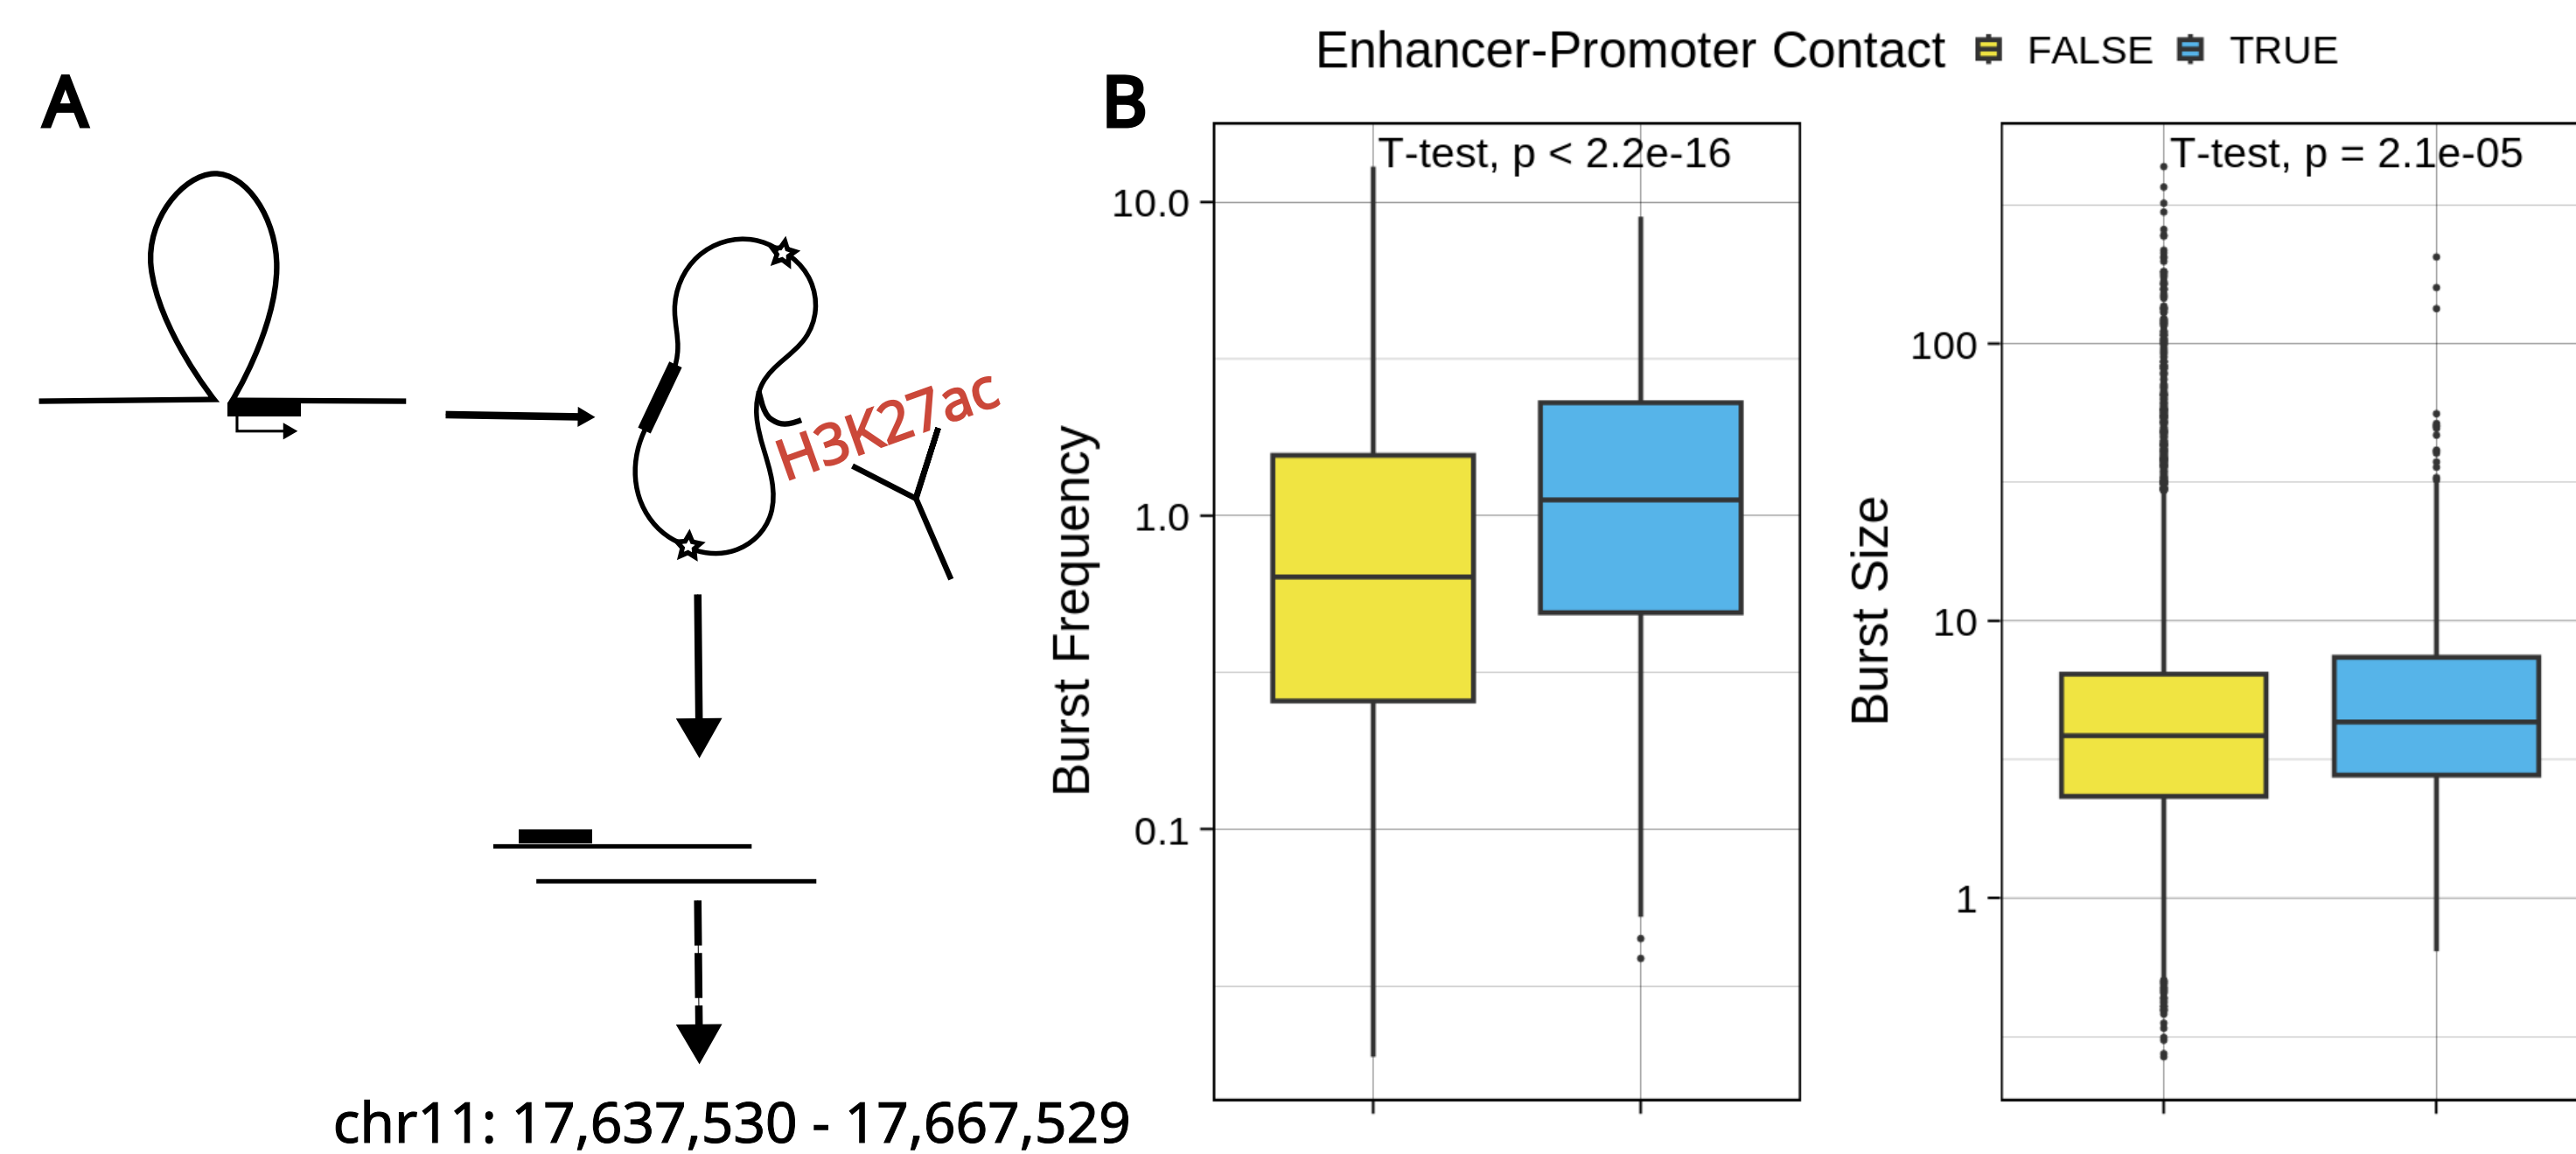 A
H3K27ac
chr11: 17,637,530 - 17,667,529
B
Enhancer-Promoter Contact FALSE TRUE
T-test, p < 2.2e-16
Burst Frequency
10.0
1.0
0.1
T-test, p = 2.1e-05
Burst Size
100
10
1